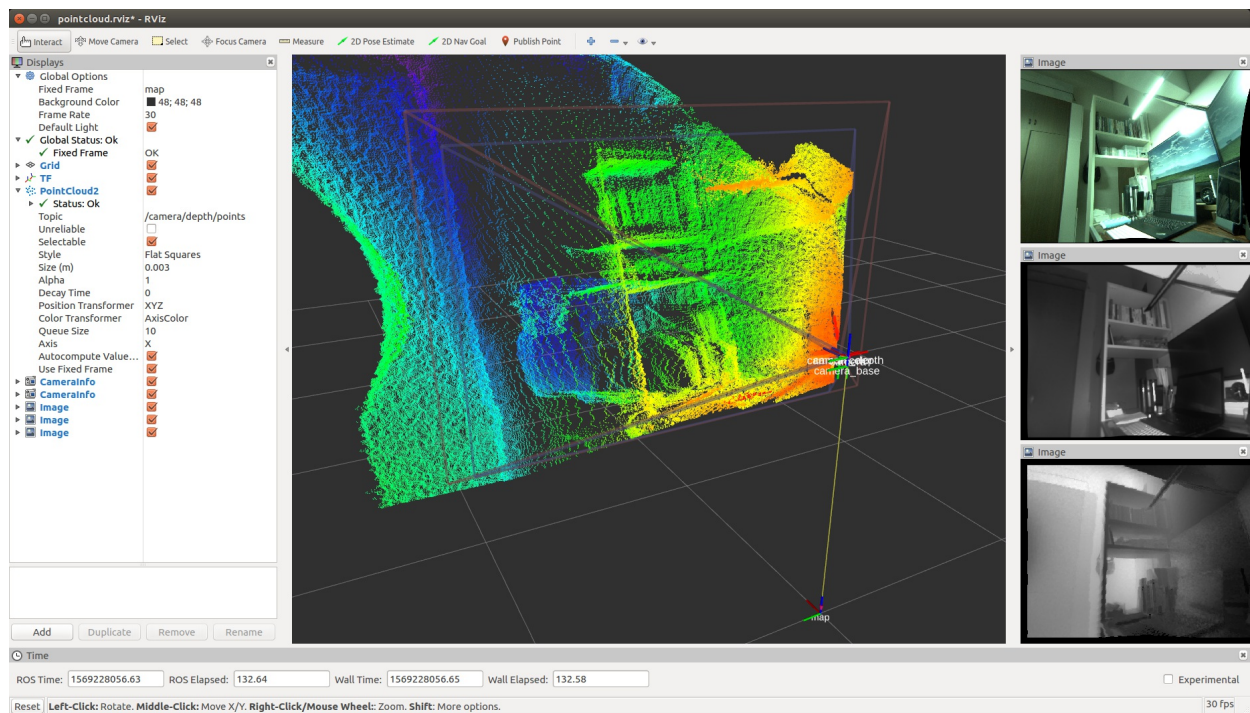 pointcloud.rviz* - RViz
Interact Move Camera Select Focus Camera Measure 2D Pose Estimate 2D Nav Goal Publish Point
Displays
Global Options
Fixed Frame map
Background Color 48; 48; 48
Frame Rate 30
Default Light
Global Status: Ok
Fixed Frame OK
Grid
TF
PointCloud2
Status: Ok
Topic /camera/depth/points
Unreliable
Selectable
Style Flat Squares
Size (m) 0.003
Alpha 1
Decay Time 0
Position Transformer XYZ
Color Transformer AxisColor
Queue Size 10
Axis X
Autocompute Value...
Use Fixed Frame
CameraInfo
CameraInfo
Image
Image
Image
Add Duplicate Remove Rename
camera_base
map
Image
Image
Image
Time
ROS Time: 1569228056.63 ROS Elapsed: 132.64 Wall Time: 1569228056.65 Wall Elapsed: 132.58 Experimental
Reset Left-Click: Rotate. Middle-Click: Move X/Y. Right-Click/Mouse Wheel:: Zoom. Shift: More options. 30 fps